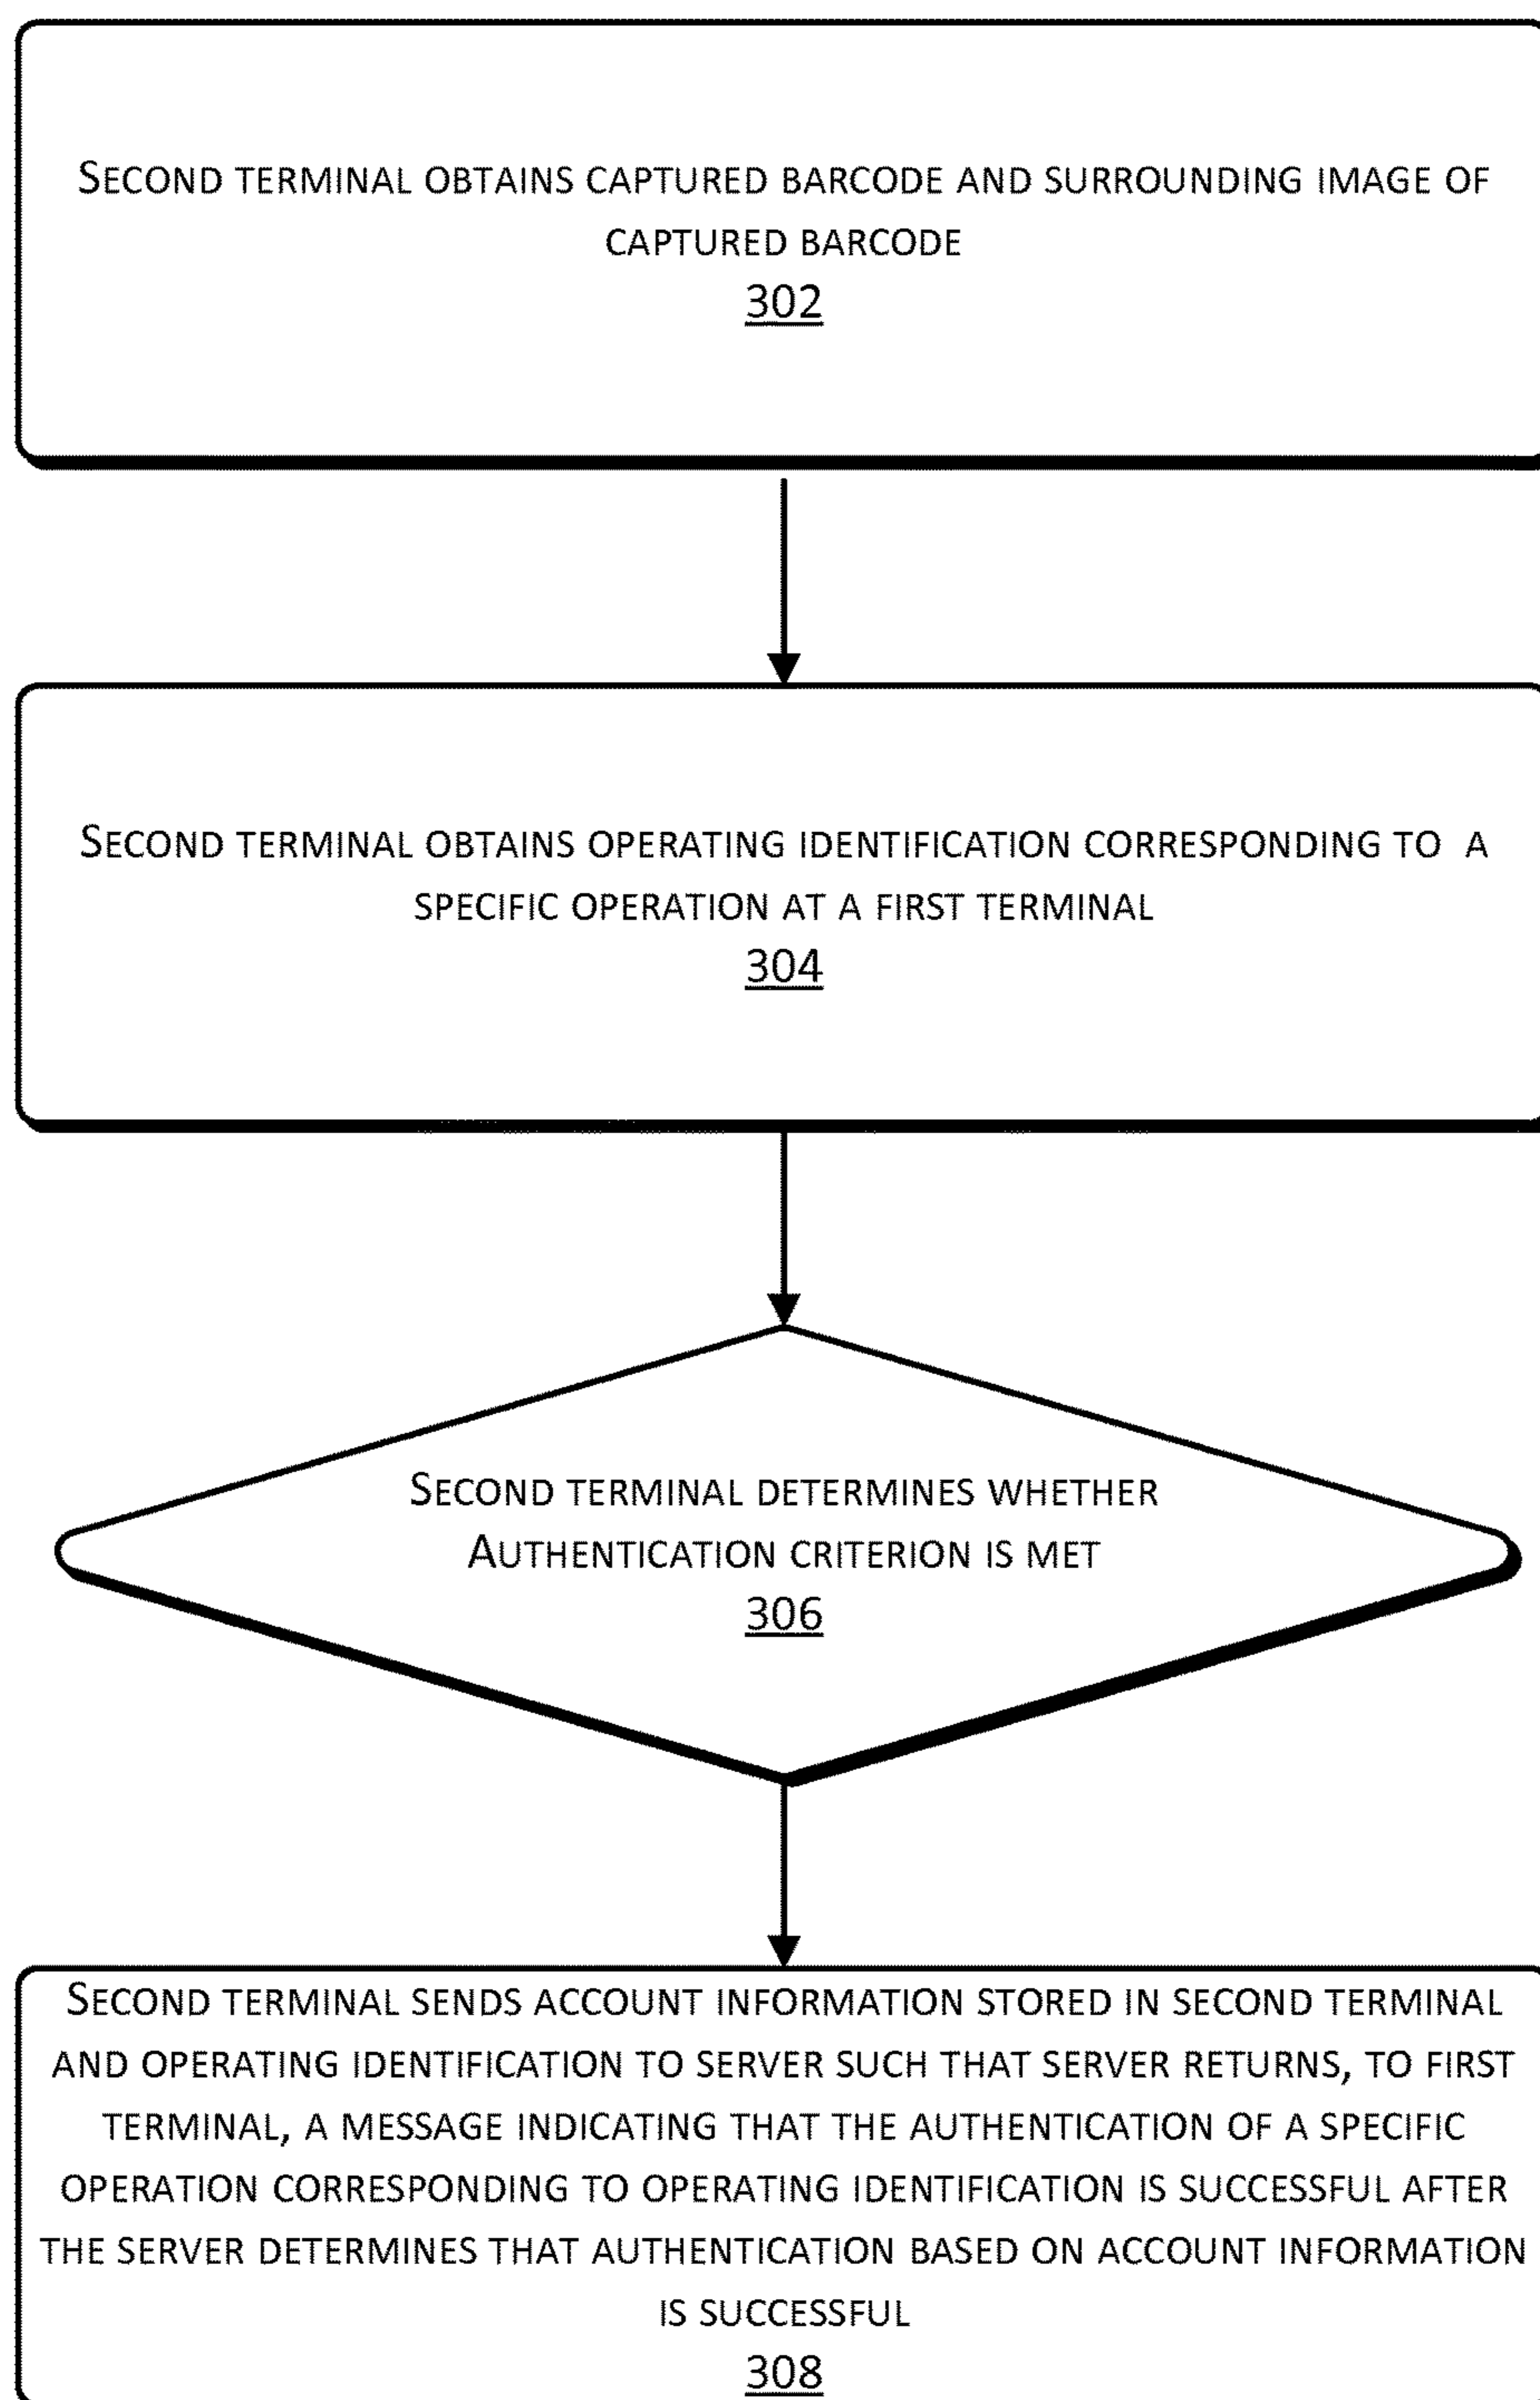 SECOND TERMINAL OBTAINS CAPTURED BARCODE AND SURROUNDING IMAGE OF
CAPTURED BARCODE
302
SECOND TERMINAL OBTAINS OPERATING IDENTIFICATION CORRESPONDING TO A
SPECIFIC OPERATION AT A FIRST TERMINAL
304
SECOND TERMINAL DETERMINES WHETHER
AUTHENTICATION CRITERION IS MET
306
SECOND TERMINAL SENDS ACCOUNT INFORMATION STORED IN SECOND TERMINAL
AND OPERATING IDENTIFICATION TO SERVER SUCH THAT SERVER RETURNS, TO FIRST
TERMINAL, A MESSAGE INDICATING THAT THE AUTHENTICATION OF A SPECIFIC
OPERATION CORRESPONDING TO OPERATING IDENTIFICATION IS SUCCESSFUL AFTER
THE SERVER DETERMINES THAT AUTHENTICATION BASED ON ACCOUNT INFORMATION
IS SUCCESSFUL
308